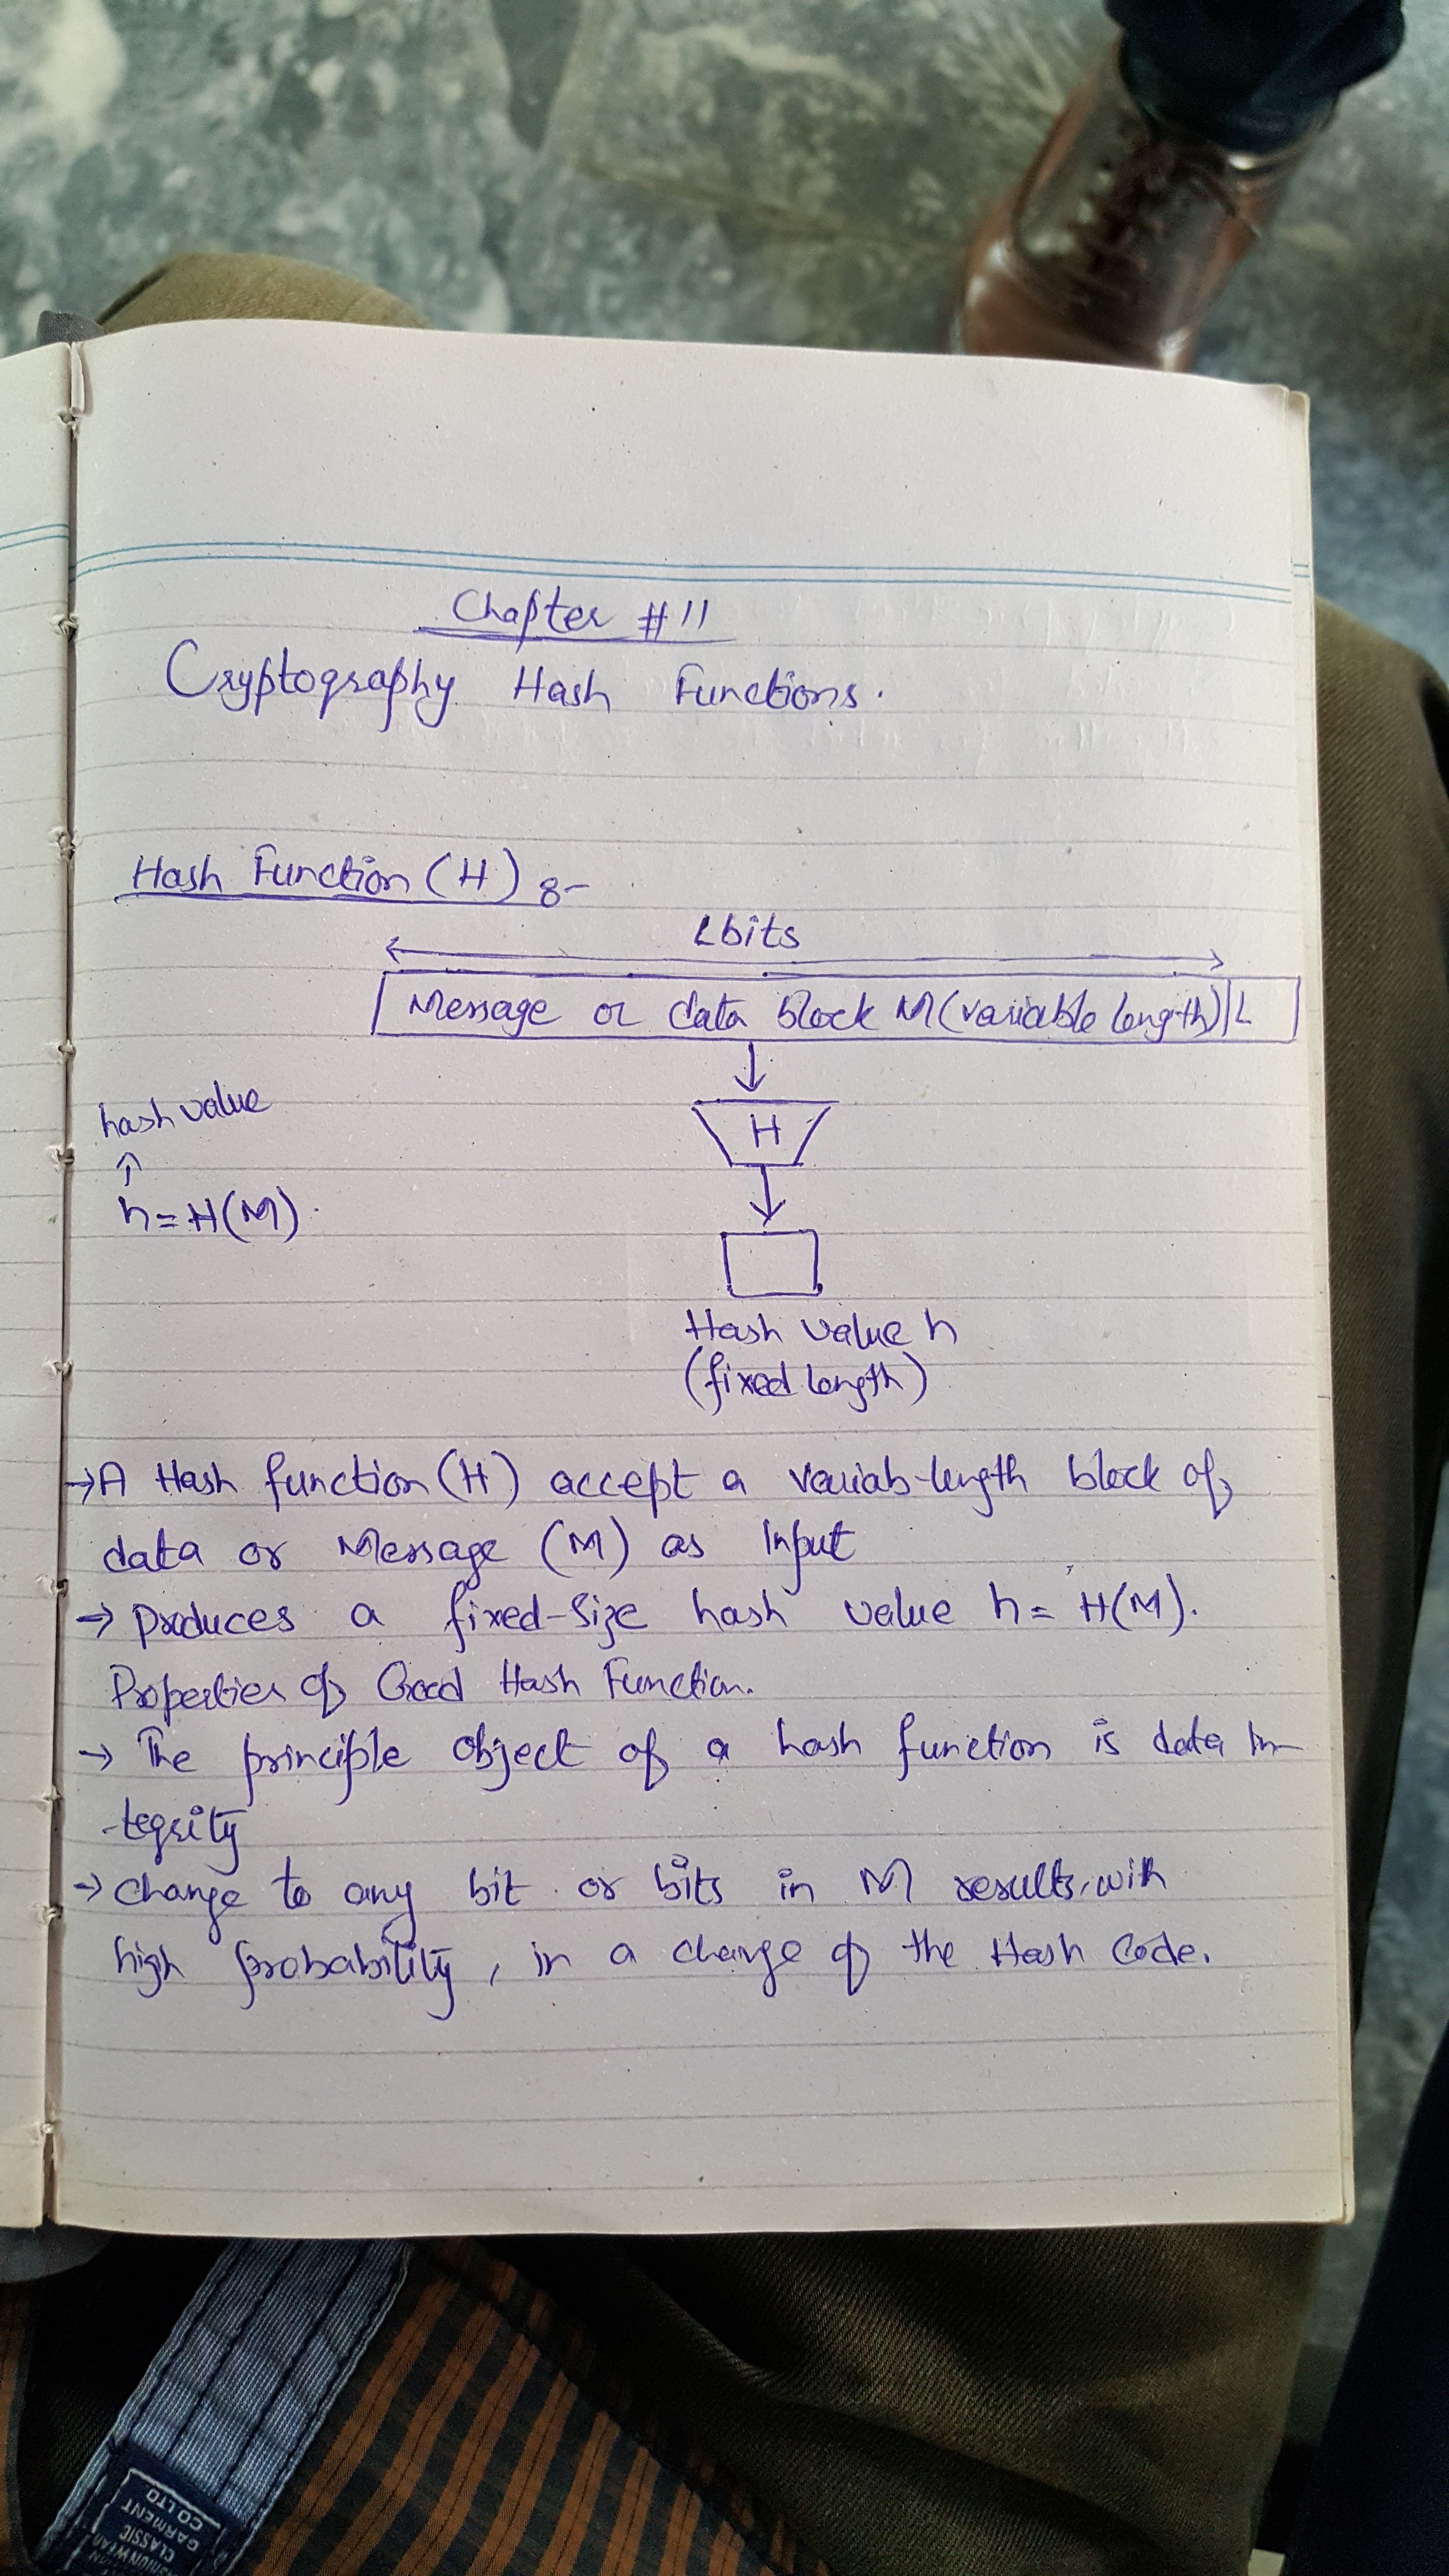 Chapter # 11
Cryptography Hash Functions.
Hash Function (H) :-
L bits
Message or data block M (variable length) | L
H
hash value
↑
h = H(M).
Hash value h
(fixed length)
→ A Hash function (H) accept a variab-length block of
data or Message (M) as Input
→ produces a fixed-size hash value h = H(M).
Properties of Good Hash Function.
→ The principle object of a hash function is data In-
-tegrity
→ change to any bit or bits in M results, with
high probability, in a change of the Hash Code.
CLASSIC
GARMENT
CO.LTD